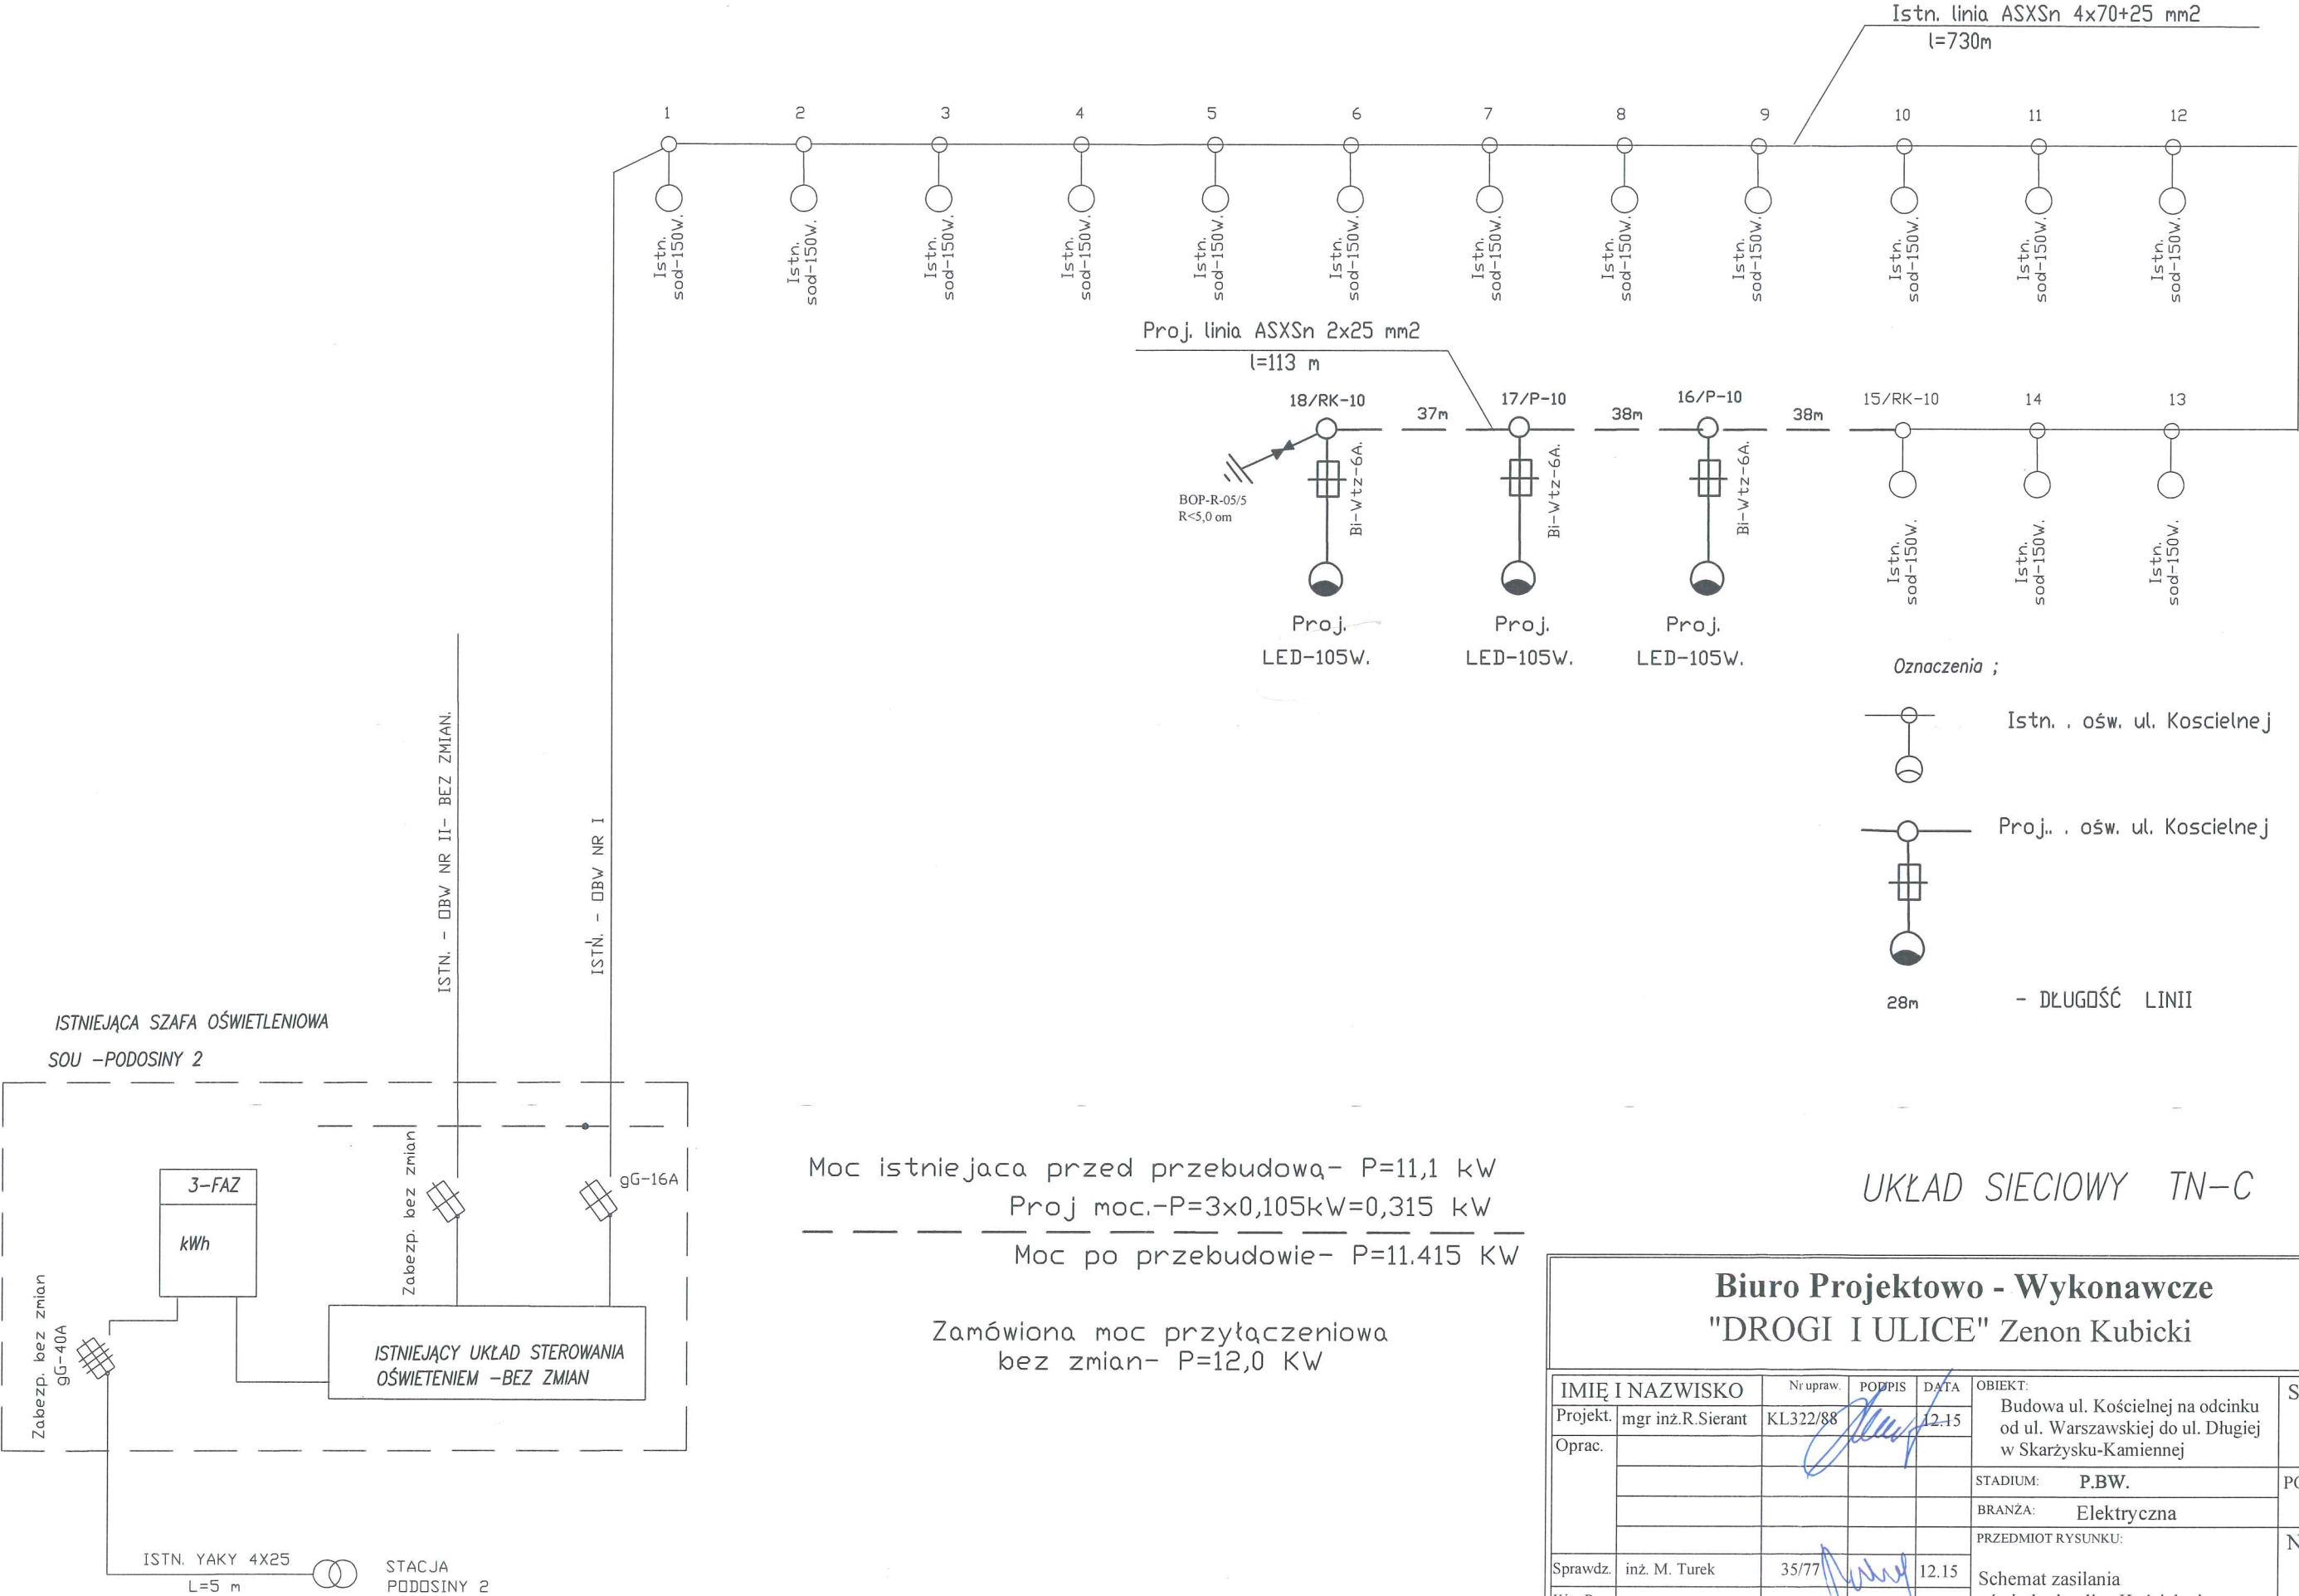 Istn. linia ASXSn 4x70+25 mm2
l=730m
1 2 3 4 5 6 7 8 9 10 11 12
Istn.
sod-150W.
Istn.
sod-150W.
Istn.
sod-150W.
Istn.
sod-150W.
Istn.
sod-150W.
Istn.
sod-150W.
Istn.
sod-150W.
Istn.
sod-150W.
Istn.
sod-150W.
Istn.
sod-150W.
Istn.
sod-150W.
Istn.
sod-150W.
Proj. linia ASXSn 2x25 mm2
l=113 m
18/RK-10 37m 17/P-10 38m 16/P-10 38m 15/RK-10 14 13
Bi-Wtz-6A.
Bi-Wtz-6A.
Bi-Wtz-6A.
BOP-R-05/5
R<5,0 om
Istn.
sod-150W.
Istn.
sod-150W.
Istn.
sod-150W.
Proj.
LED-105W.
Proj.
LED-105W.
Proj.
LED-105W.
Oznaczenia ;
Istn. . ośw. ul. Koscielnej
Proj.. . ośw. ul. Koscielnej
28m - DŁUGOŚĆ LINII
ISTN. - OBW NR II- BEZ ZMIAN.
ISTN. - OBW NR I
ISTNIEJĄCA SZAFA OŚWIETLENIOWA
SOU -PODOSINY 2
3-FAZ
kWh
Zabezp. bez zmian
gG-16A
Zabezp. bez zmian
gG-40A
ISTNIEJĄCY UKŁAD STEROWANIA
OŚWIETENIEM -BEZ ZMIAN
ISTN. YAKY 4X25
L=5 m
STACJA
PODOSINY 2
Moc istniejaca przed przebudową- P=11,1 kW
Proj moc.-P=3x0,105kW=0,315 kW
Moc po przebudowie- P=11.415 KW
Zamówiona moc przyłączeniowa
bez zmian- P=12,0 KW
UKŁAD SIECIOWY TN-C
Biuro Projektowo - Wykonawcze
"DROGI I ULICE" Zenon Kubicki
IMIĘ I NAZWISKO Nr upraw. PODPIS DATA
Projekt. mgr inż.R.Sierant KL322/88 12.15
Oprac.
Sprawdz. inż. M. Turek 35/77 12.15
OBIEKT:
Budowa ul. Kościelnej na odcinku
od ul. Warszawskiej do ul. Długiej
w Skarżysku-Kamiennej
STADIUM: P.BW.
BRANŻA: Elektryczna
PRZEDMIOT RYSUNKU:
Schemat zasilania